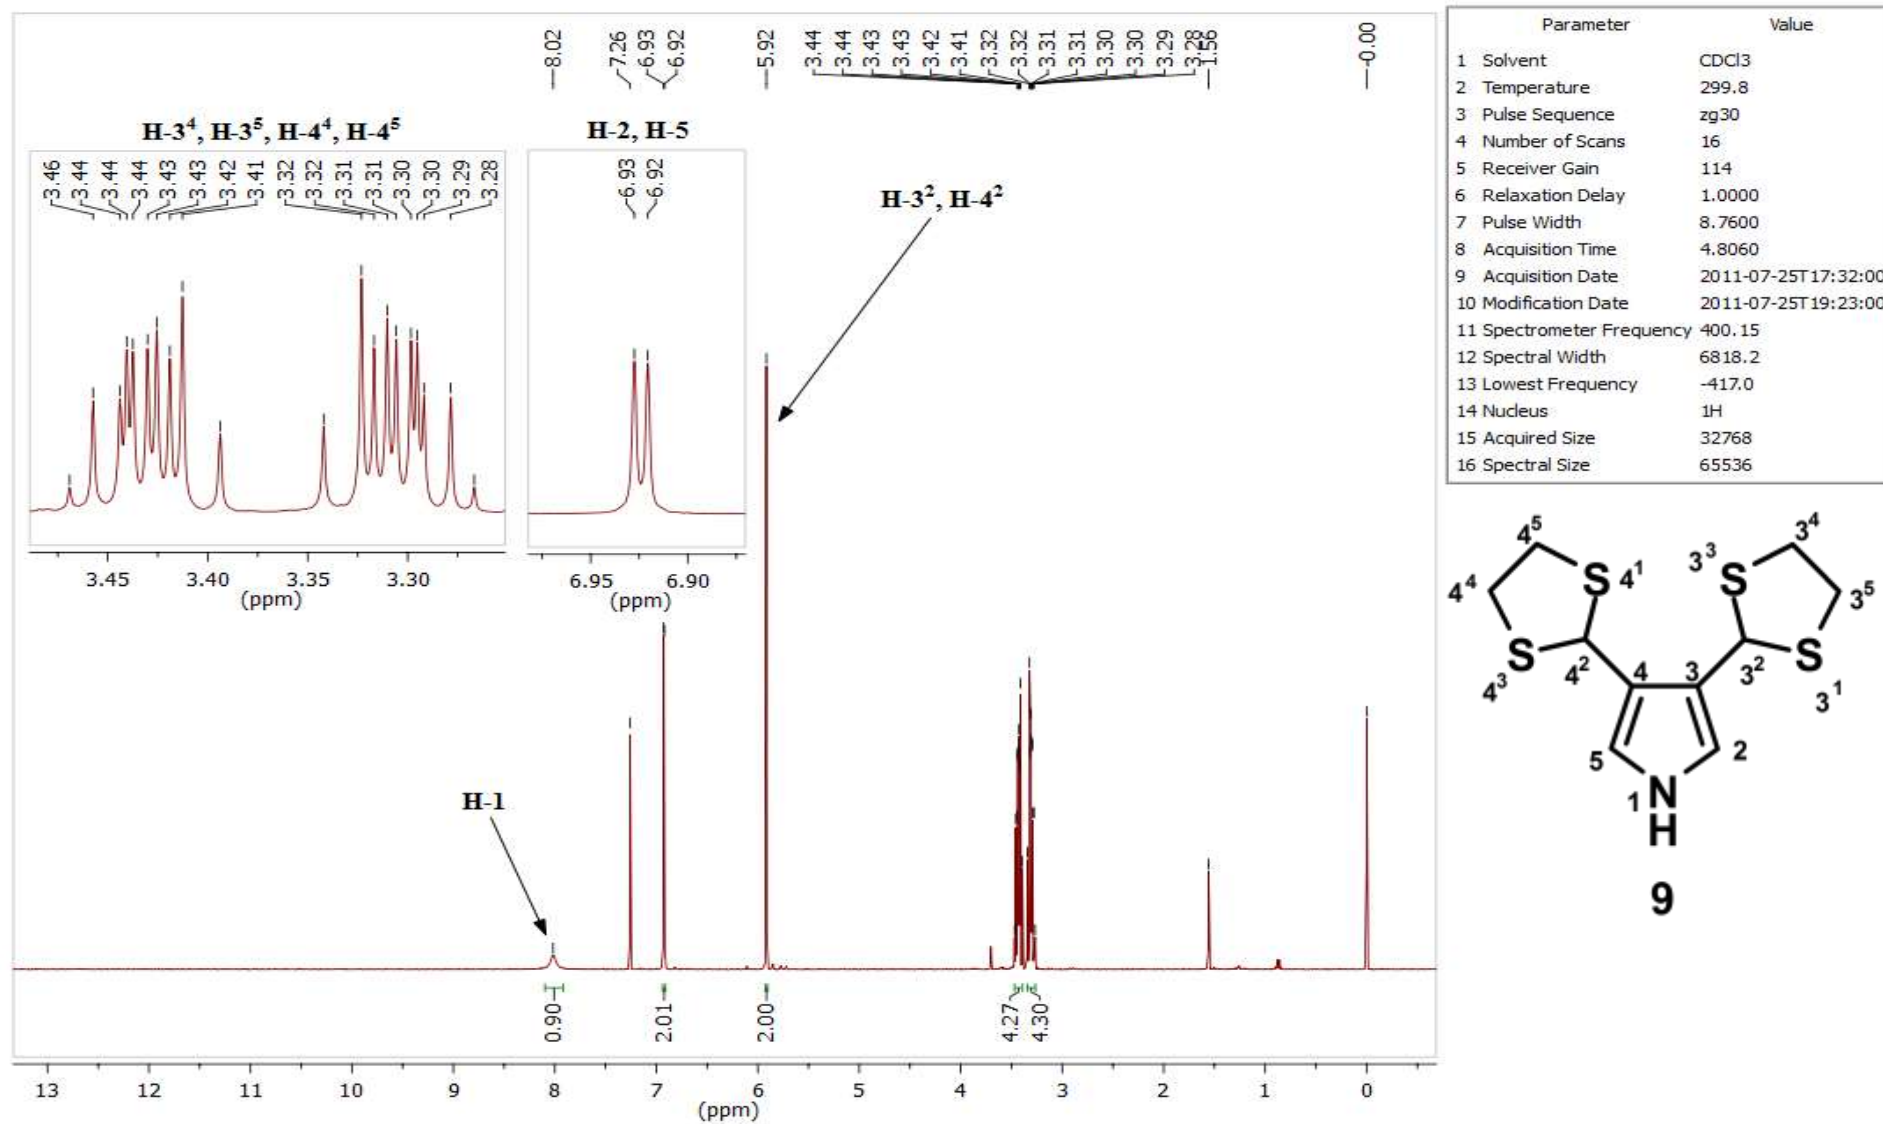 8.02
7.26
6.93
6.92
5.92
3.44
3.44
3.43
3.43
3.42
3.41
3.32
3.32
3.31
3.31
3.30
3.30
3.29
3.28
1.56
-0.00
H-3⁴, H-3⁵, H-4⁴, H-4⁵
3.46
3.44
3.44
3.44
3.43
3.43
3.42
3.41
3.32
3.32
3.31
3.31
3.30
3.30
3.29
3.28
3.45 3.40 3.35 3.30
(ppm)
H-2, H-5
6.93
6.92
6.95 6.90
(ppm)
H-3², H-4²
H-1
0.90
2.01
2.00
4.27
4.30
13 12 11 10 9 8 7 6 5 4 3 2 1 0
(ppm)
Parameter Value
1 Solvent CDCl3
2 Temperature 299.8
3 Pulse Sequence zg30
4 Number of Scans 16
5 Receiver Gain 114
6 Relaxation Delay 1.0000
7 Pulse Width 8.7600
8 Acquisition Time 4.8060
9 Acquisition Date 2011-07-25T17:32:00
10 Modification Date 2011-07-25T19:23:00
11 Spectrometer Frequency 400.15
12 Spectral Width 6818.2
13 Lowest Frequency -417.0
14 Nucleus 1H
15 Acquired Size 32768
16 Spectral Size 65536
4⁵ 3⁴
S 4¹ 3³ S
4⁴ 3⁵
S S
4³ 4² 4 3 3² 3¹
5 2
1 N
H
9